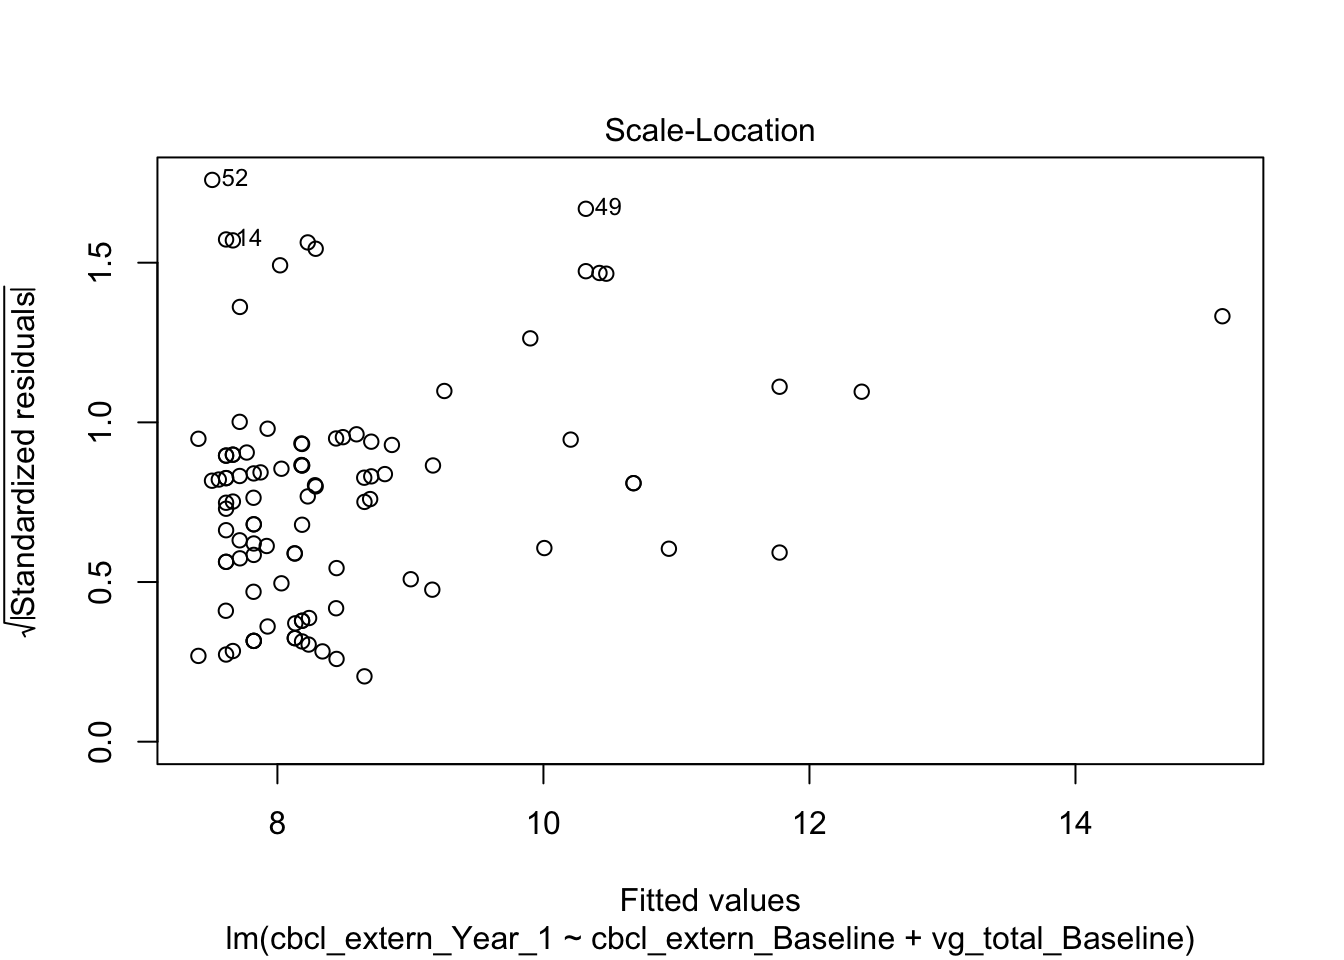 Scale-Location
52
49
14
√|Standardized residuals|
1.5
1.0
0.5
0.0
8 10 12 14
Fitted values
lm(cbcl_extern_Year_1 ~ cbcl_extern_Baseline + vg_total_Baseline)